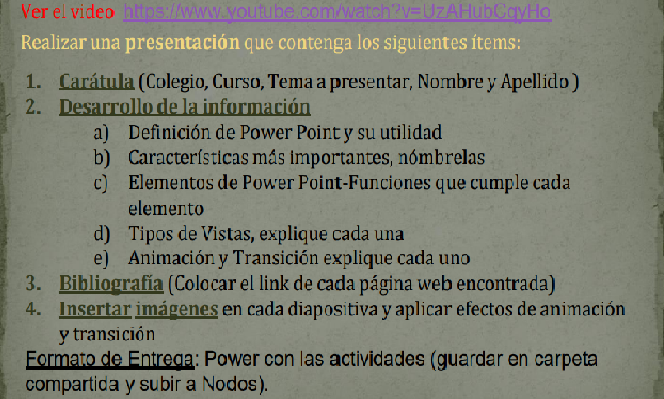 Ver el video https://www.youtube.com/watch?v=UzAHubCqyHo
Realizar una presentación que contenga los siguientes ítems:
1. Carátula (Colegio, Curso, Tema a presentar, Nombre y Apellido )
2. Desarrollo de la información
a) Definición de Power Point y su utilidad
b) Características más importantes, nómbrelas
c) Elementos de Power Point-Funciones que cumple cada
elemento
d) Tipos de Vistas, explique cada una
e) Animación y Transición explique cada uno
3. Bibliografía (Colocar el link de cada página web encontrada)
4. Insertar imágenes en cada diapositiva y aplicar efectos de animación
y transición
Formato de Entrega: Power con las actividades (guardar en carpeta
compartida y subir a Nodos).